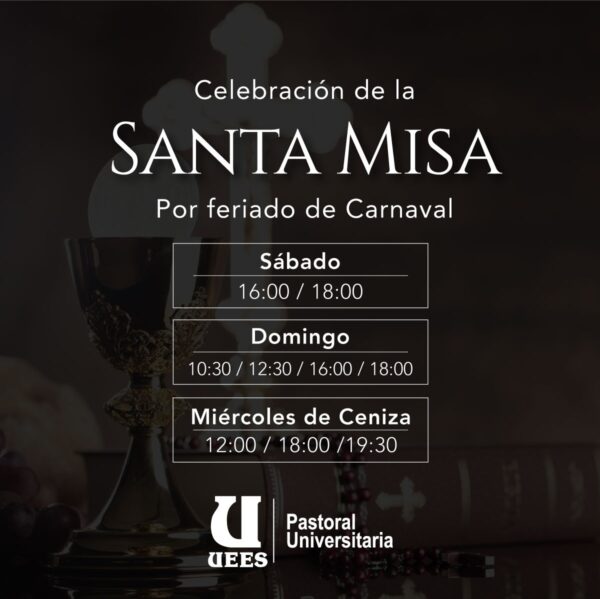 Celebración de la
SANTA MISA
Por feriado de Carnaval
Sábado
16:00 / 18:00
Domingo
10:30 / 12:30 / 16:00 / 18:00
Miércoles de Ceniza
12:00 / 18:00 /19:30
U
UEES
Pastoral
Universitaria